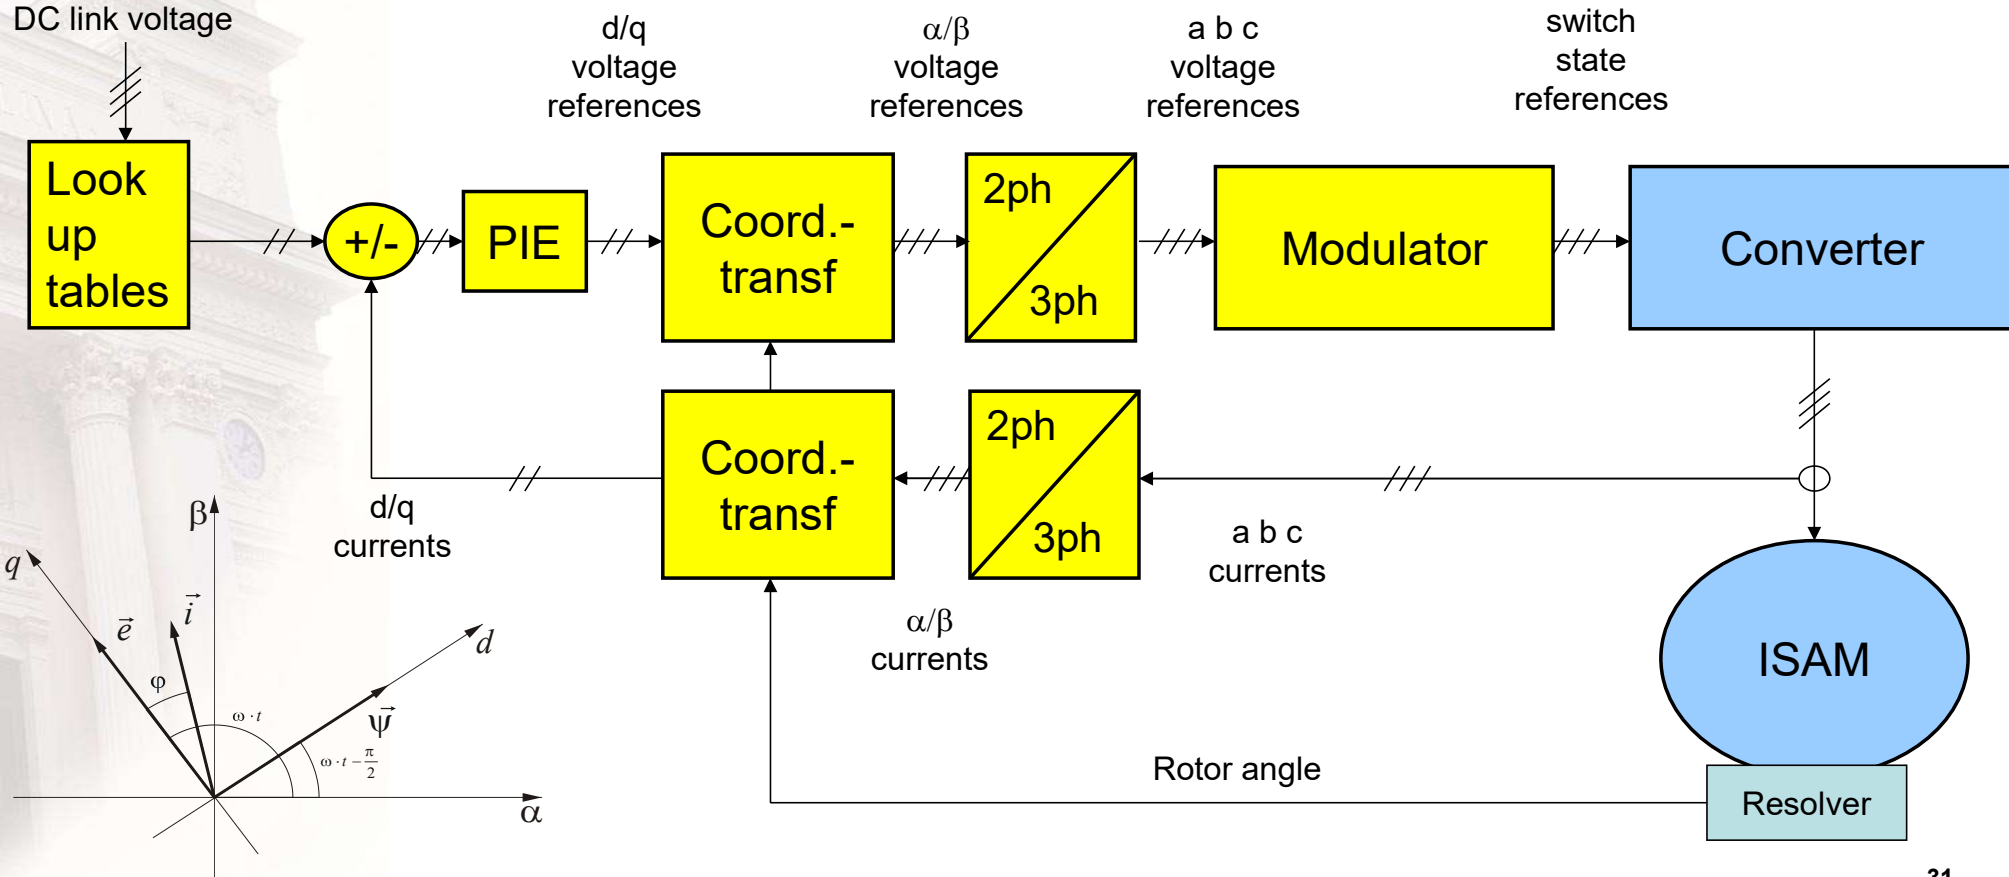 DC link voltage
d/q
voltage
references
α/β
voltage
references
a b c
voltage
references
switch
state
references
Look
up
tables
+/-
PIE
Coord.-
transf
2ph
3ph
Modulator
Converter
Coord.-
transf
2ph
3ph
d/q
currents
α/β
currents
a b c
currents
ISAM
Rotor angle
Resolver
β
q
e⃗
i⃗
d
φ
ω · t
ψ⃗
ω · t − π/2
α
31